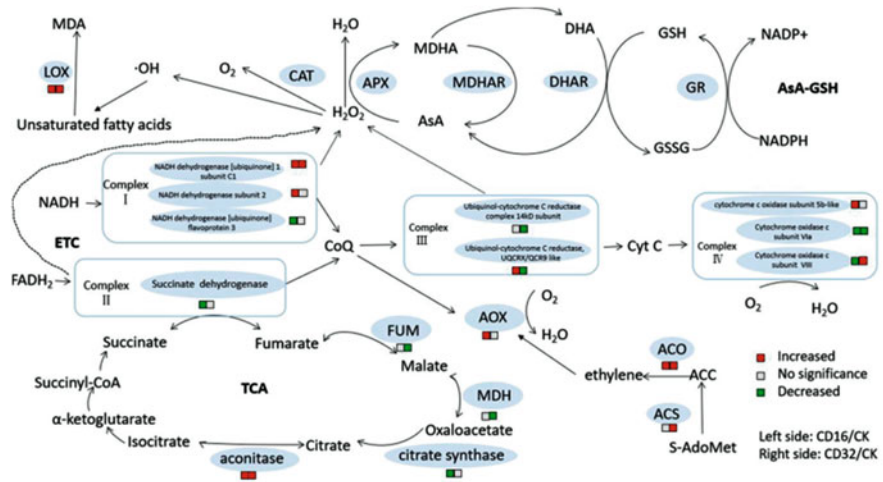 MDA
H2O
DHA
GSH
NADP+
MDHA
LOX
·OH
O2
CAT
APX
MDHAR
DHAR
GR
AsA-GSH
H2O2
AsA
Unsaturated fatty acids
GSSG
NADPH
NADH
Complex
I
NADH dehydrogenase [ubiquinone] 1
subunit C1
NADH dehydrogenase subunit 2
NADH dehydrogenase [ubiquinone]
flavoprotein 3
ETC
CoQ
Complex
III
Ubiquinol-cytochrome C reductase
complex 14kD subunit
Ubiquinol-cytochrome C reductase,
UQCRX/QCR9 like
Cyt C
Complex
IV
cytochrome c oxidase subunit 5b-like
Cytochrome oxidase c
subunit VIa
Cytochrome oxidase c
subunit VIII
FADH2
Complex
II
Succinate dehydrogenase
O2
H2O
O2
H2O
AOX
Succinate
Fumarate
FUM
Malate
ethylene
ACO
ACC
Increased
No significance
Decreased
Succinyl-CoA
TCA
MDH
ACS
α-ketoglutarate
Oxaloacetate
S-AdoMet
Left side: CD16/CK
Right side: CD32/CK
Isocitrate
aconitase
Citrate
citrate synthase